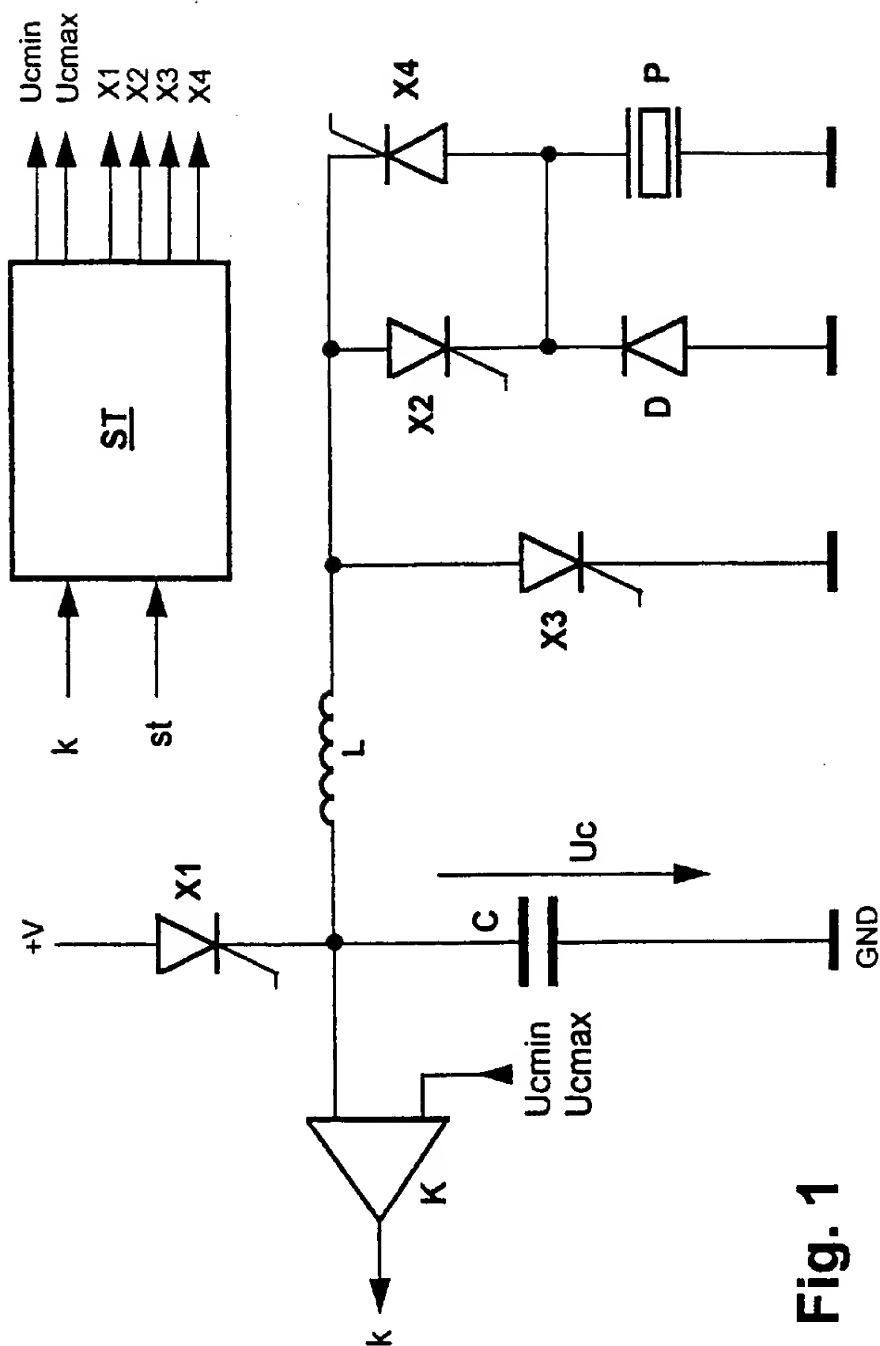 Ucmin
Ucmax
X1
X2
X3
X4
ST
k
st
+V
X1
L
X2
X4
X3
D
P
C
Uc
Ucmin
Ucmax
K
k
GND
Fig. 1